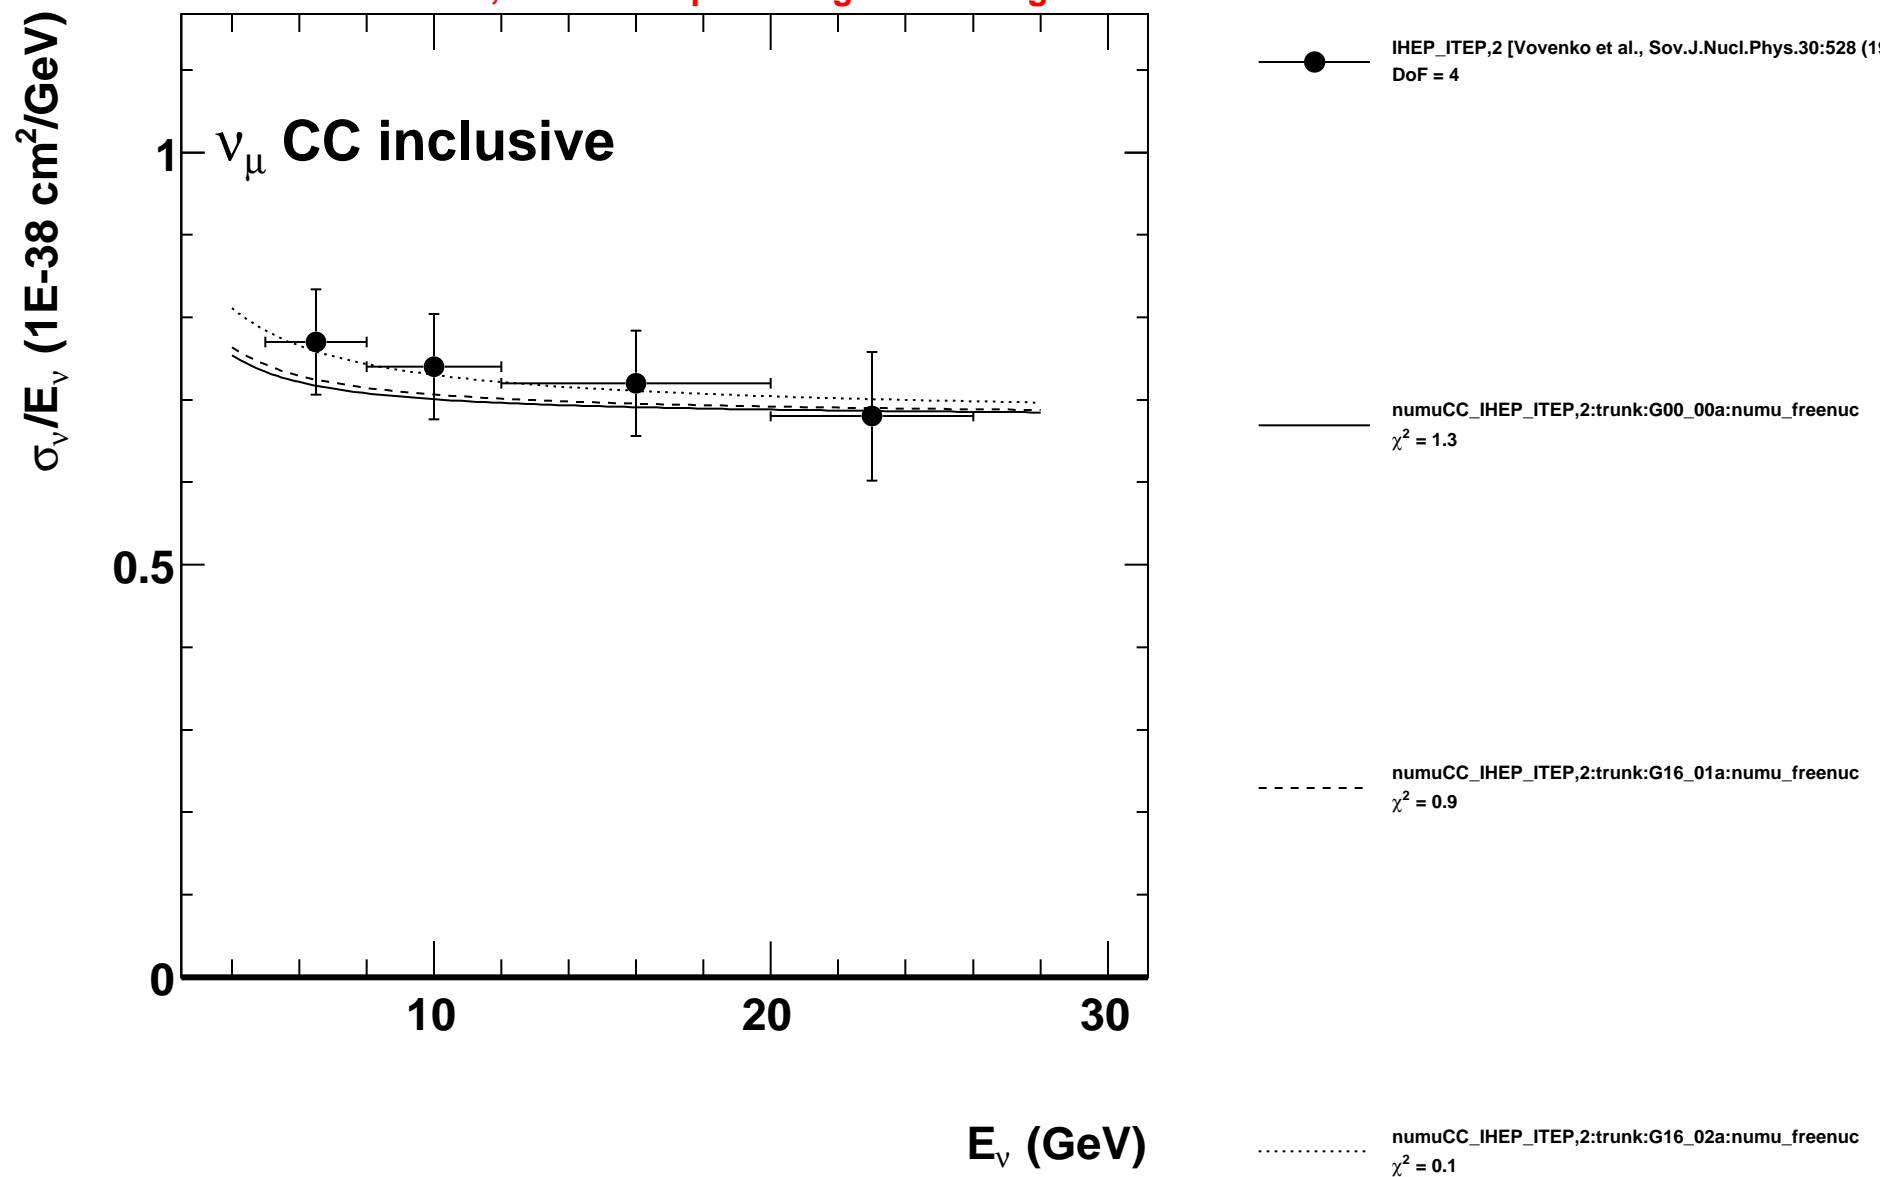 ν_μ CC inclusive
σ_ν/E_ν (1E-38 cm²/GeV)
1
0.5
0
10 20 30
E_ν (GeV)
IHEP_ITEP,2 [Vovenko et al., Sov.J.Nucl.Phys.30:528
DoF = 4
numuCC_IHEP_ITEP,2:trunk:G00_00a:numu_freenuc
χ² = 1.3
numuCC_IHEP_ITEP,2:trunk:G16_01a:numu_freenuc
χ² = 0.9
numuCC_IHEP_ITEP,2:trunk:G16_02a:numu_freenuc
χ² = 0.1